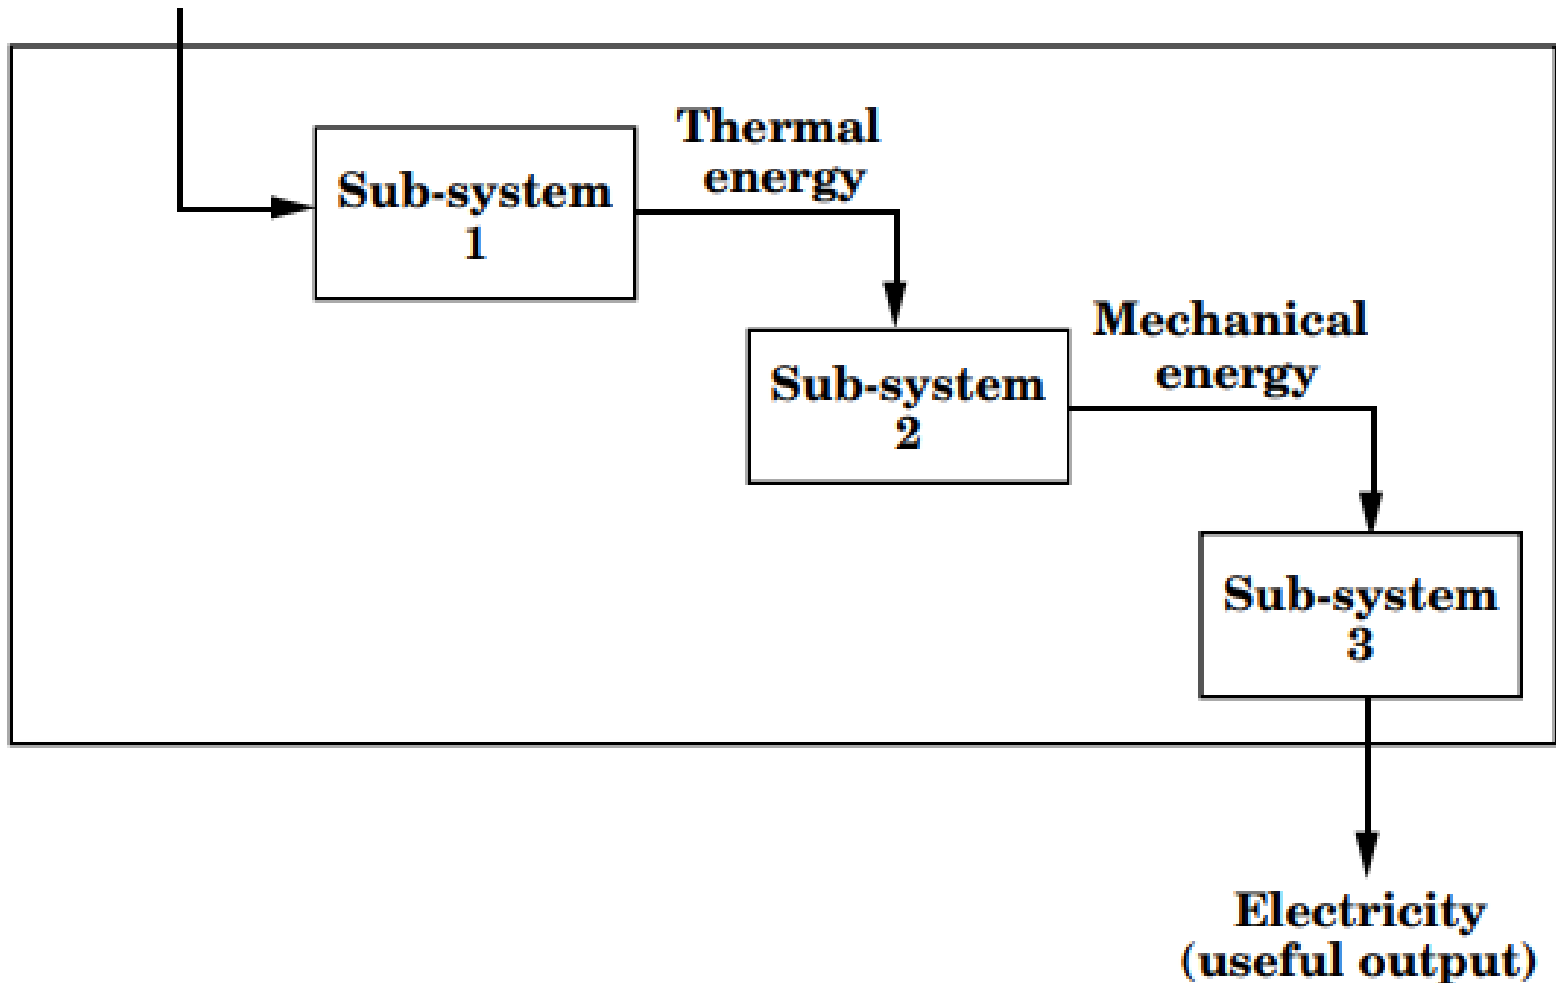 Thermal
energy
Sub-system
1
Mechanical
energy
Sub-system
2
Sub-system
3
Electricity
(useful output)